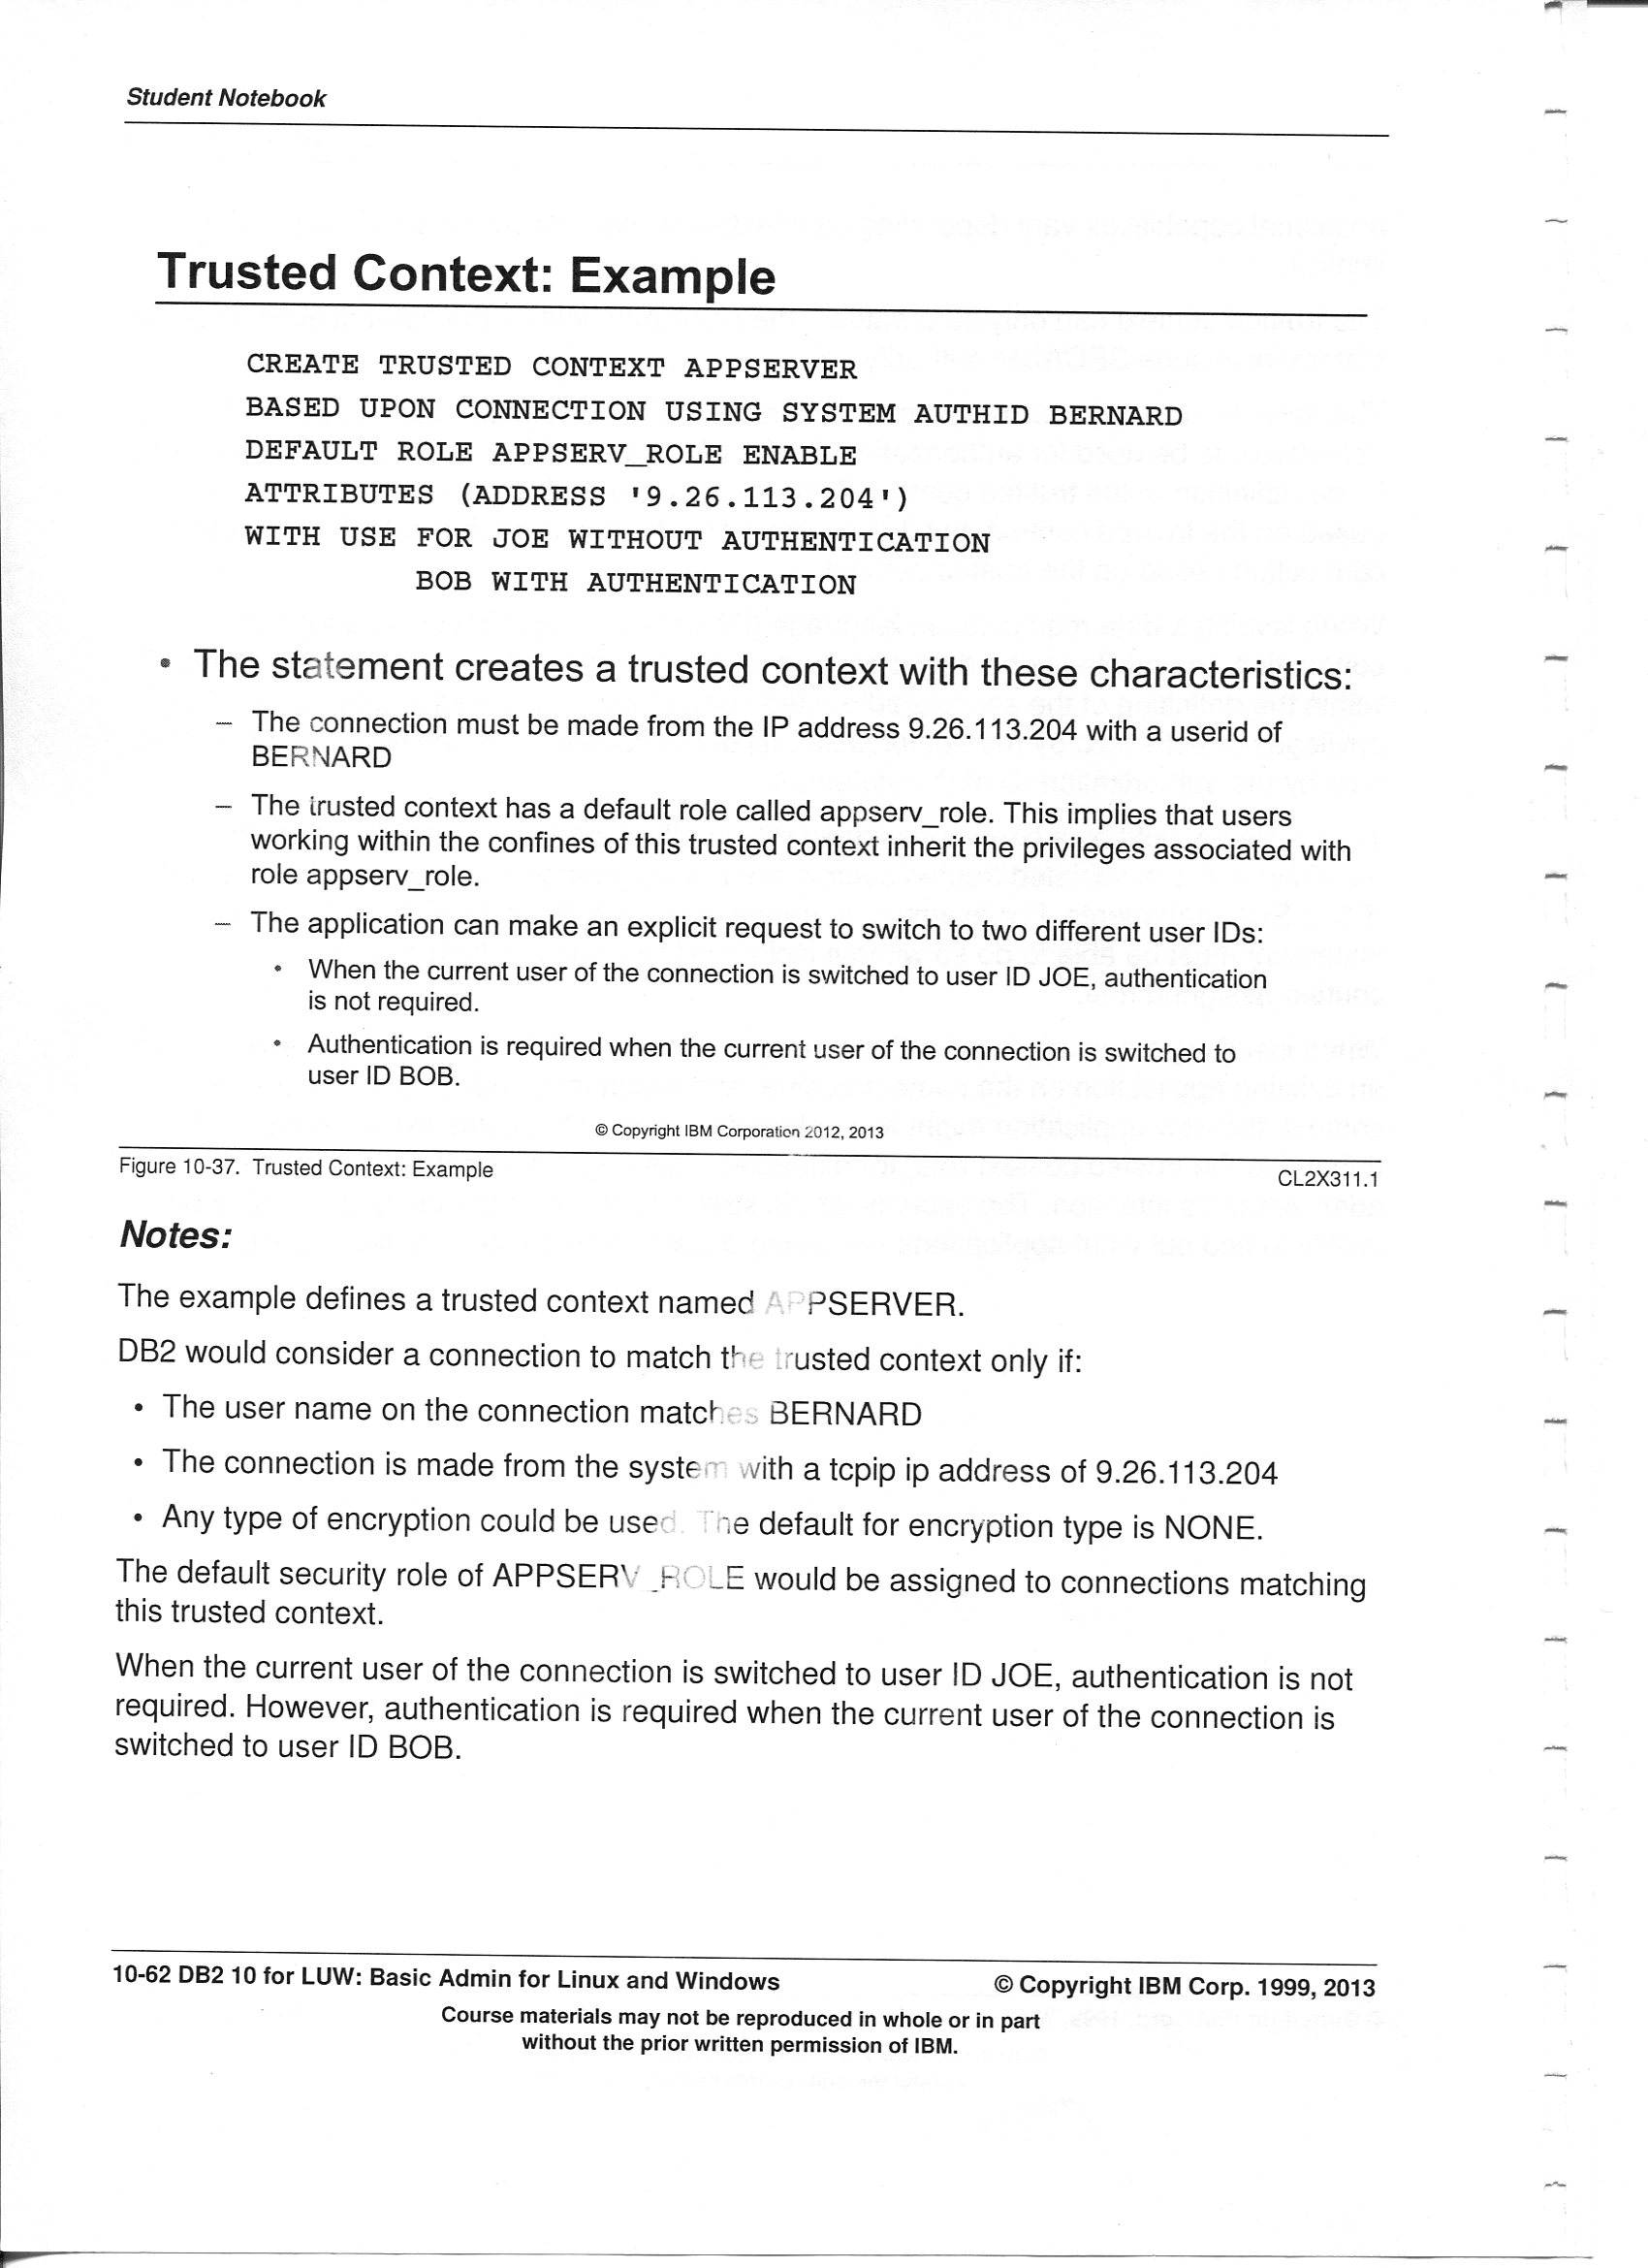 Student Notebook
Trusted Context: Example
CREATE TRUSTED CONTEXT APPSERVER
BASED UPON CONNECTION USING SYSTEM AUTHID BERNARD
DEFAULT ROLE APPSERV_ROLE ENABLE
ATTRIBUTES (ADDRESS '9.26.113.204')
WITH USE FOR JOE WITHOUT AUTHENTICATION
BOB WITH AUTHENTICATION
• The statement creates a trusted context with these characteristics:
– The connection must be made from the IP address 9.26.113.204 with a userid of
BERNARD
– The trusted context has a default role called appserv_role. This implies that users
working within the confines of this trusted context inherit the privileges associated with
role appserv_role.
– The application can make an explicit request to switch to two different user IDs:
• When the current user of the connection is switched to user ID JOE, authentication
is not required.
• Authentication is required when the current user of the connection is switched to
user ID BOB.
© Copyright IBM Corporation 2012, 2013
Figure 10-37. Trusted Context: Example CL2X311.1
Notes:
The example defines a trusted context named APPSERVER.
DB2 would consider a connection to match the trusted context only if:
• The user name on the connection matches BERNARD
• The connection is made from the system with a tcpip ip address of 9.26.113.204
• Any type of encryption could be used. The default for encryption type is NONE.
The default security role of APPSERV_ROLE would be assigned to connections matching
this trusted context.
When the current user of the connection is switched to user ID JOE, authentication is not
required. However, authentication is required when the current user of the connection is
switched to user ID BOB.
10-62 DB2 10 for LUW: Basic Admin for Linux and Windows © Copyright IBM Corp. 1999, 2013
Course materials may not be reproduced in whole or in part
without the prior written permission of IBM.